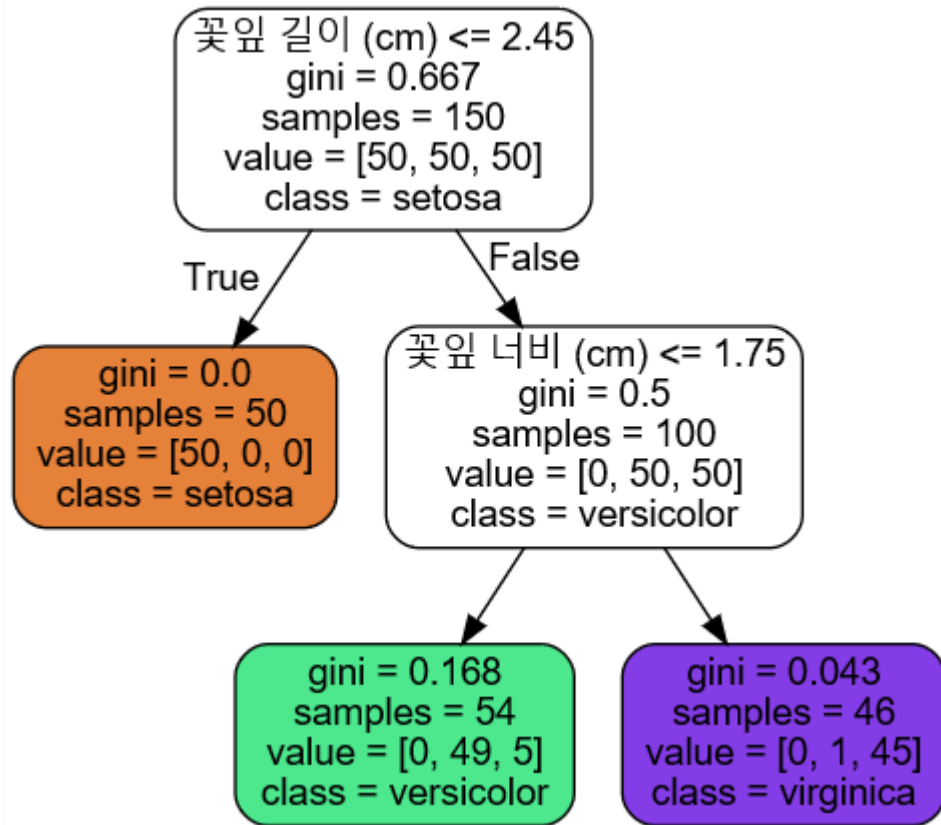 꽃잎 길이 (cm) <= 2.45
gini = 0.667
samples = 150
value = [50, 50, 50]
class = setosa
True
False
gini = 0.0
samples = 50
value = [50, 0, 0]
class = setosa
꽃잎 너비 (cm) <= 1.75
gini = 0.5
samples = 100
value = [0, 50, 50]
class = versicolor
gini = 0.168
samples = 54
value = [0, 49, 5]
class = versicolor
gini = 0.043
samples = 46
value = [0, 1, 45]
class = virginica